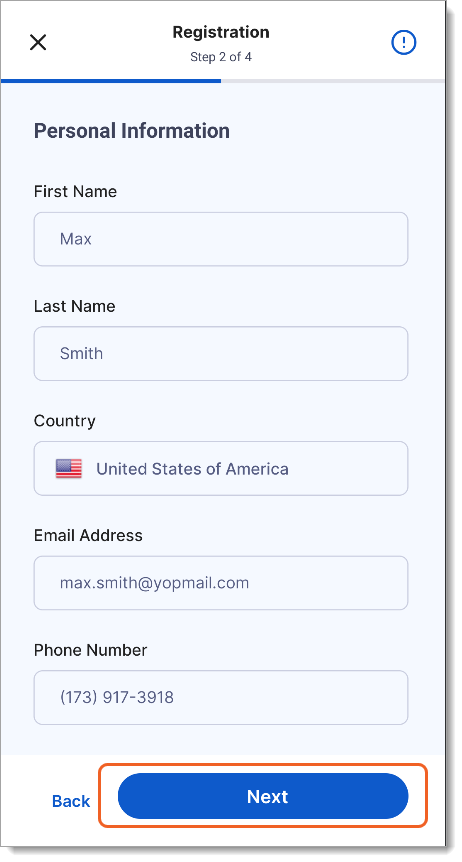 Registration
Step 2 of 4
Personal Information
First Name
Max
Last Name
Smith
Country
United States of America
Email Address
max.smith@yopmail.com
Phone Number
(173) 917-3918
Back
Next